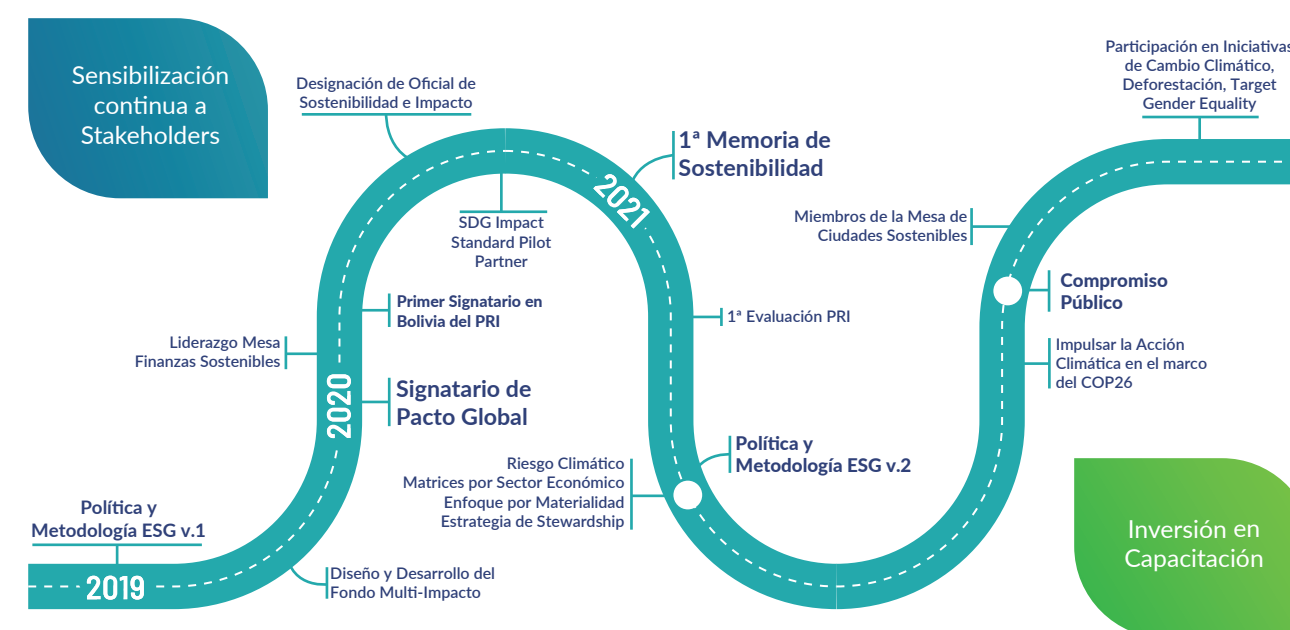 Sensibilización
continua a
Stakeholders
Política y
Metodología ESG v.1
2019
Diseño y Desarrollo del
Fondo Multi-Impacto
2020
Signatario de
Pacto Global
Liderazgo Mesa
Finanzas Sostenibles
Primer Signatario en
Bolivia del PRI
Designación de Oficial de
Sostenibilidad e Impacto
SDG Impact
Standard Pilot
Partner
2021
1ª Memoria de
Sostenibilidad
1ª Evaluación PRI
Política y
Metodología ESG v.2
Riesgo Climático
Matrices por Sector Económico
Enfoque por Materialidad
Estrategia de Stewardship
Impulsar la Acción
Climática en el marco
del COP26
Compromiso
Público
Miembros de la Mesa de
Ciudades Sostenibles
Participación en Iniciativas
de Cambio Climático,
Deforestación, Target
Gender Equality
Inversión en
Capacitación